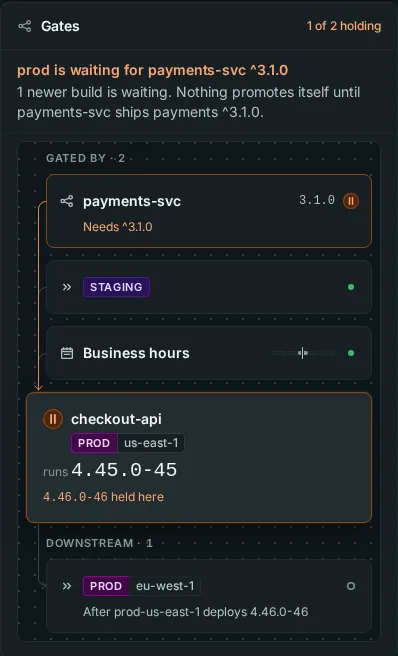 Gates
1 of 2 holding
prod is waiting for payments-svc ^3.1.0
1 newer build is waiting. Nothing promotes itself until
payments-svc ships payments ^3.1.0.
GATED BY · 2
payments-svc
3.1.0
Needs ^3.1.0
STAGING
Business hours
checkout-api
PROD us-east-1
runs 4.45.0-45
4.46.0-46 held here
DOWNSTREAM · 1
PROD eu-west-1
After prod-us-east-1 deploys 4.46.0-46